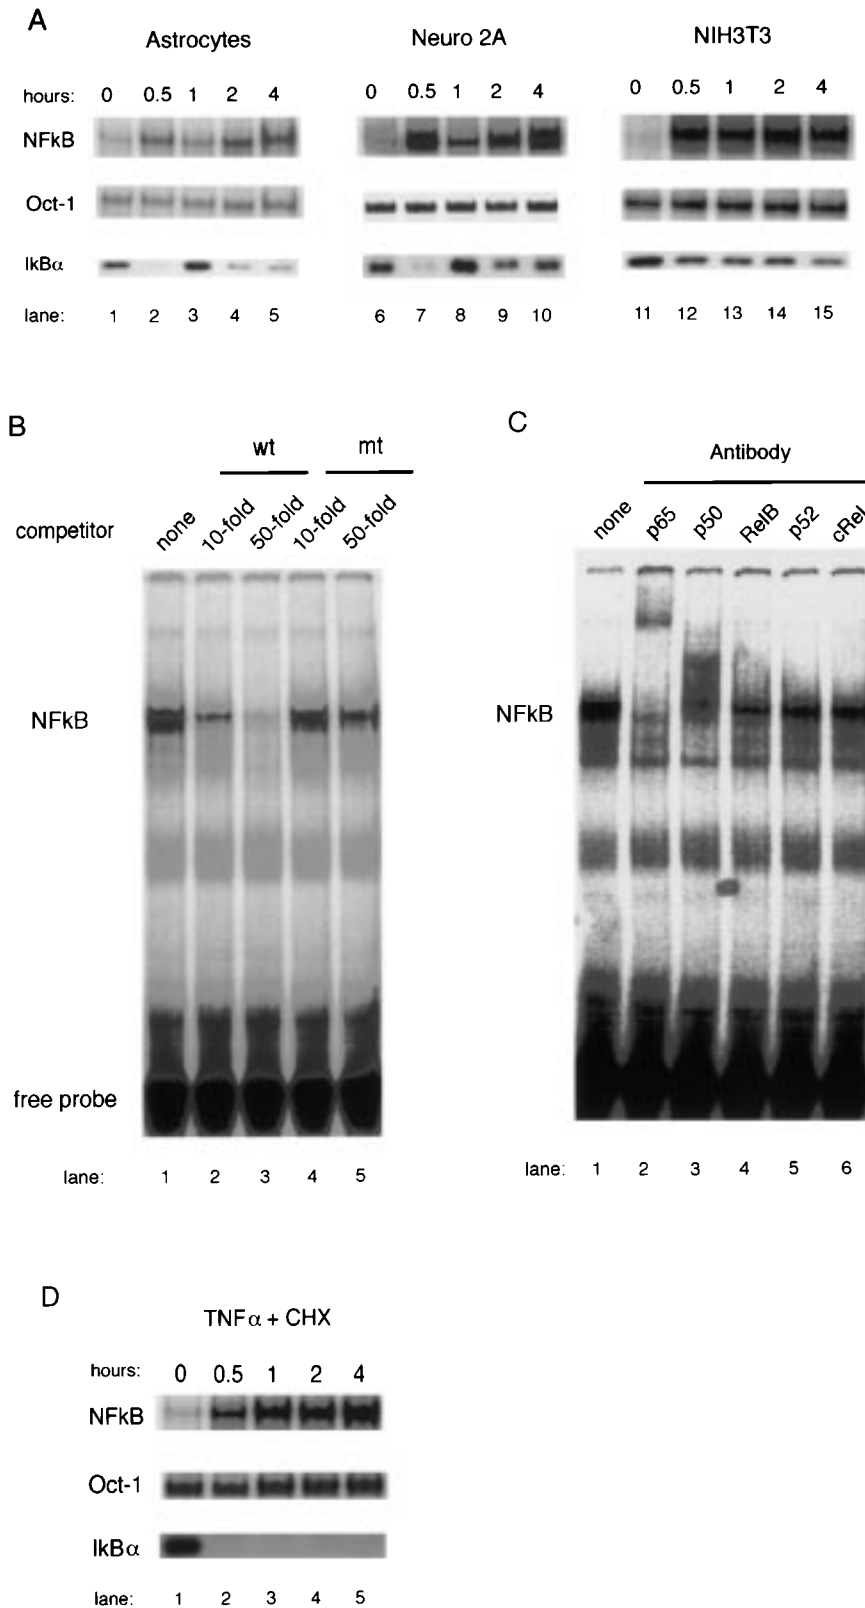 A
Astrocytes Neuro 2A NIH3T3
hours: 0 0.5 1 2 4 0 0.5 1 2 4 0 0.5 1 2 4
NFkB
Oct-1
IkBα
lane: 1 2 3 4 5 6 7 8 9 10 11 12 13 14 15
B
wt mt
competitor none 10-fold 50-fold 10-fold 50-fold
NFkB
free probe
lane: 1 2 3 4 5
C
Antibody
none p65 p50 RelB p52 cRel
NFkB
lane: 1 2 3 4 5 6
D
TNFα + CHX
hours: 0 0.5 1 2 4
NFkB
Oct-1
IkBα
lane: 1 2 3 4 5